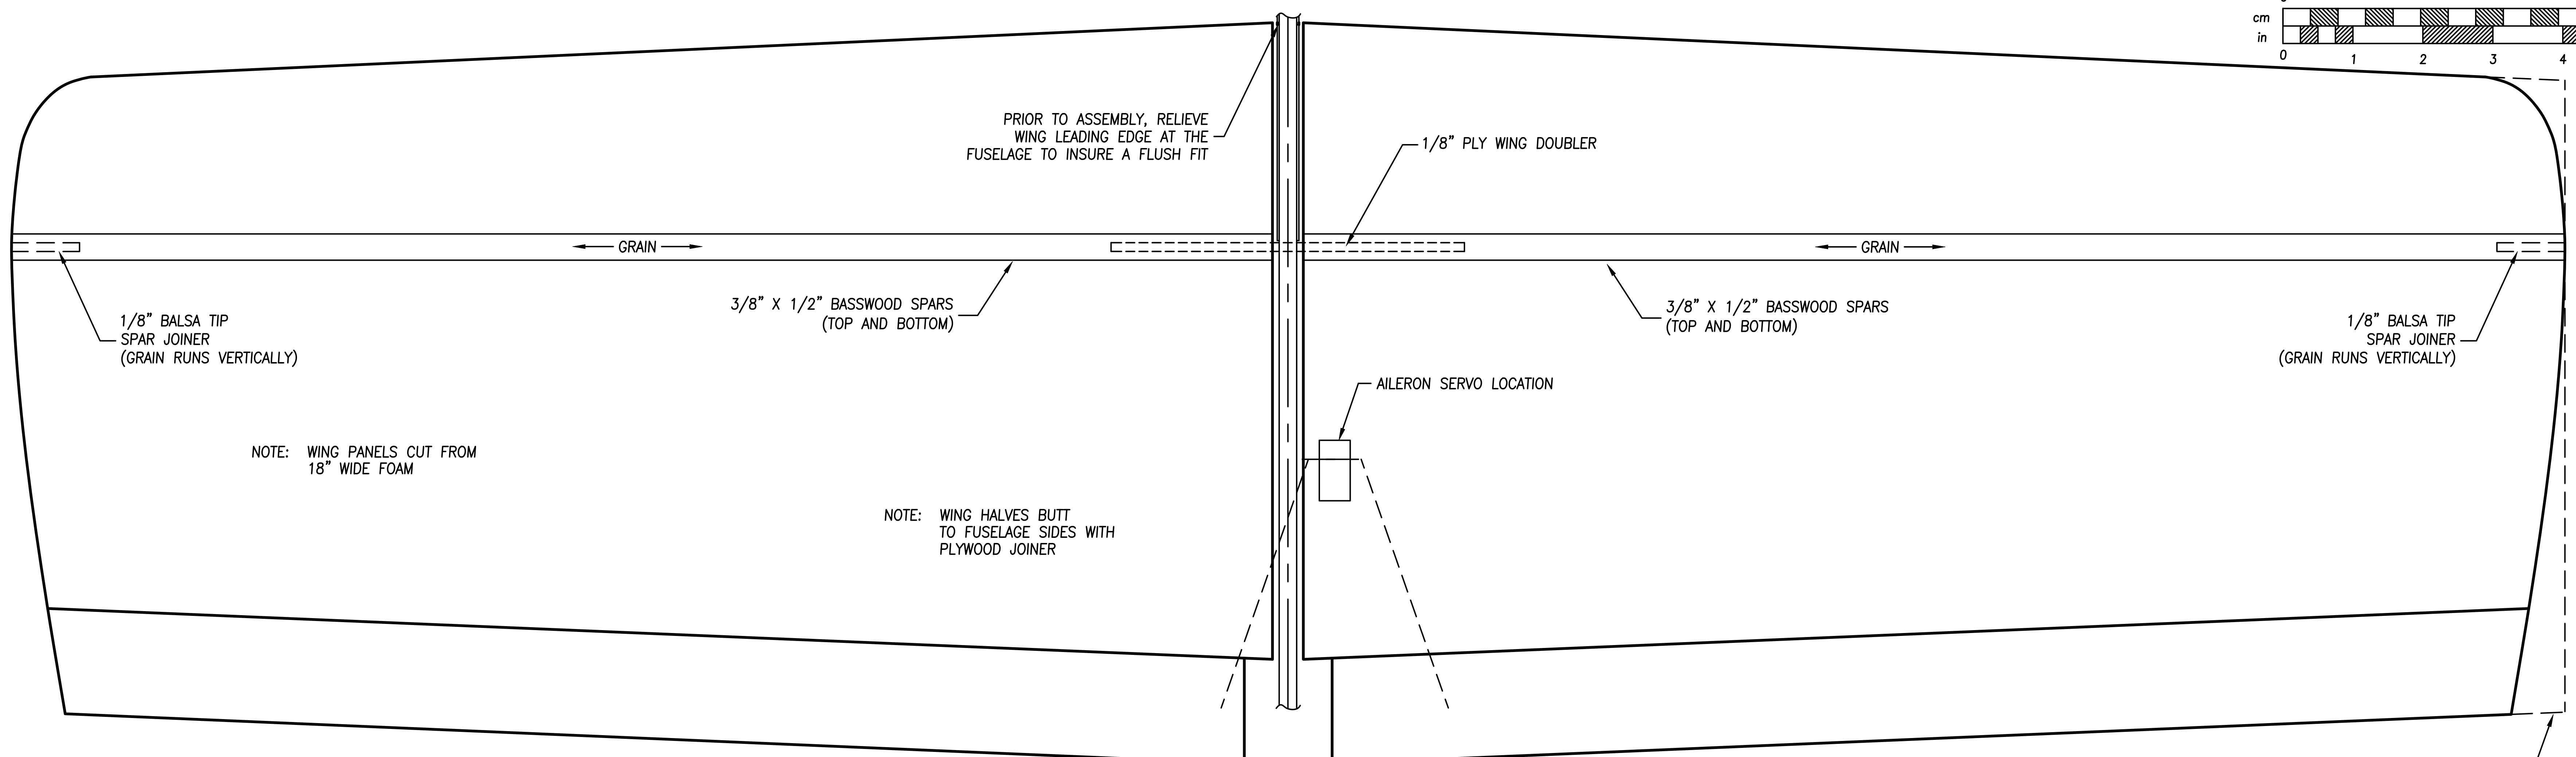 cm
in
0 1 2 3 4
PRIOR TO ASSEMBLY, RELIEVE
WING LEADING EDGE AT THE
FUSELAGE TO INSURE A FLUSH FIT
1/8” PLY WING DOUBLER
GRAIN
GRAIN
3/8” X 1/2” BASSWOOD SPARS
(TOP AND BOTTOM)
3/8” X 1/2” BASSWOOD SPARS
(TOP AND BOTTOM)
1/8” BALSA TIP
SPAR JOINER
(GRAIN RUNS VERTICALLY)
1/8” BALSA TIP
SPAR JOINER
(GRAIN RUNS VERTICALLY)
AILERON SERVO LOCATION
NOTE: WING PANELS CUT FROM
18” WIDE FOAM
NOTE: WING HALVES BUTT
TO FUSELAGE SIDES WITH
PLYWOOD JOINER